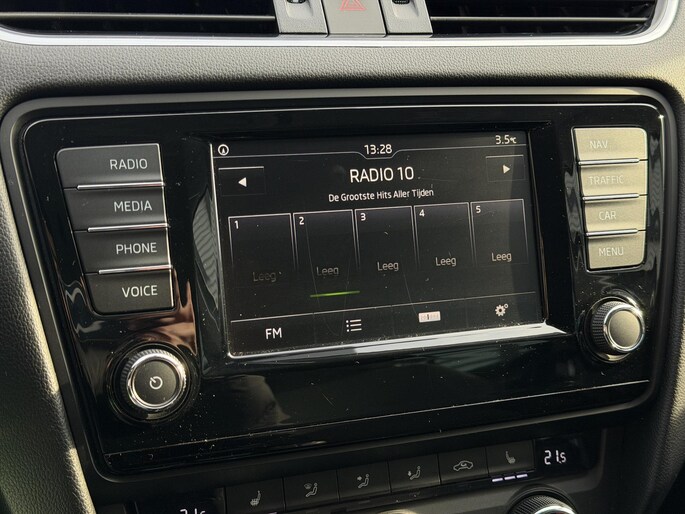 13:28
3.5°C
RADIO
MEDIA
PHONE
VOICE
RADIO 10
De Grootste Hits Aller Tijden
1 2 3 4 5
Leeg Leeg Leeg Leeg Leeg
FM
NAV
TRAFFIC
CAR
MENU
21.5